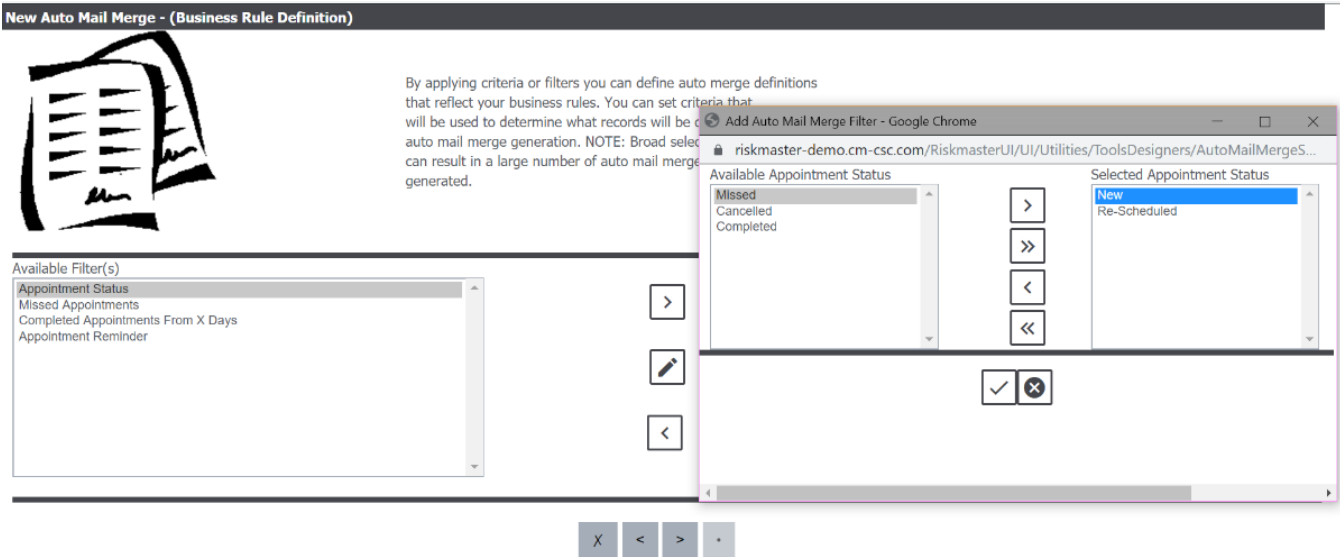 New Auto Mail Merge - (Business Rule Definition)
By applying criteria or filters you can define auto merge definitions
that reflect your business rules. You can set criteria that
will be used to determine what records will be
auto mail merge generation. NOTE: Broad selec
can result in a large number of auto mail merge
generated.
Available Filter(s)
Appointment Status
Missed Appointments
Completed Appointments From X Days
Appointment Reminder
Add Auto Mail Merge Filter - Google Chrome
riskmaster-demo.cm-csc.com/RiskmasterUI/UI/Utilities/ToolsDesigners/AutoMailMergeS...
Available Appointment Status
Missed
Cancelled
Completed
>
»
<
«
Selected Appointment Status
New
Re-Scheduled
>
<
X < > •